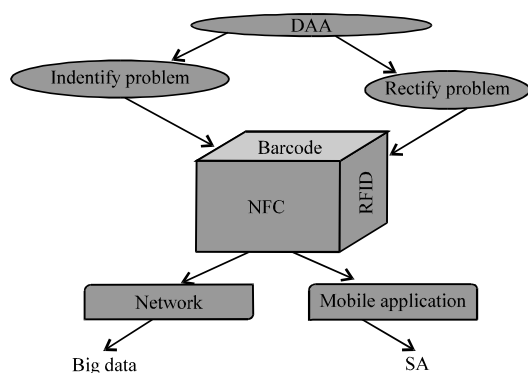 DAA
Indentify problem
Rectify problem
Barcode
NFC
RFID
Network
Mobile application
Big data
SA